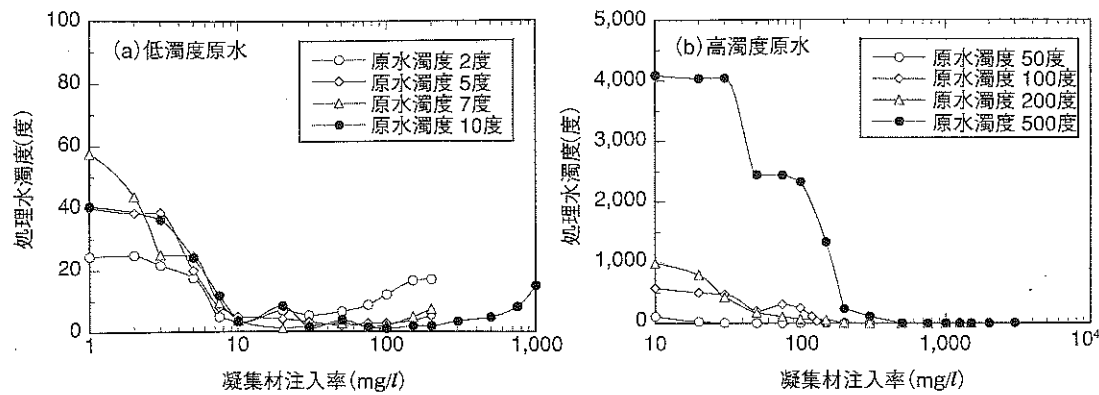 (a)低濁度原水
原水濁度 2度
原水濁度 5度
原水濁度 7度
原水濁度 10度
処理水濁度(度)
100
80
60
40
20
0
1
10
100
1,000
凝集材注入率(mg/l)
(b)高濁度原水
原水濁度 50度
原水濁度 100度
原水濁度 200度
原水濁度 500度
処理水濁度(度)
5,000
4,000
3,000
2,000
1,000
0
10
100
1,000
10⁴
凝集材注入率(mg/l)